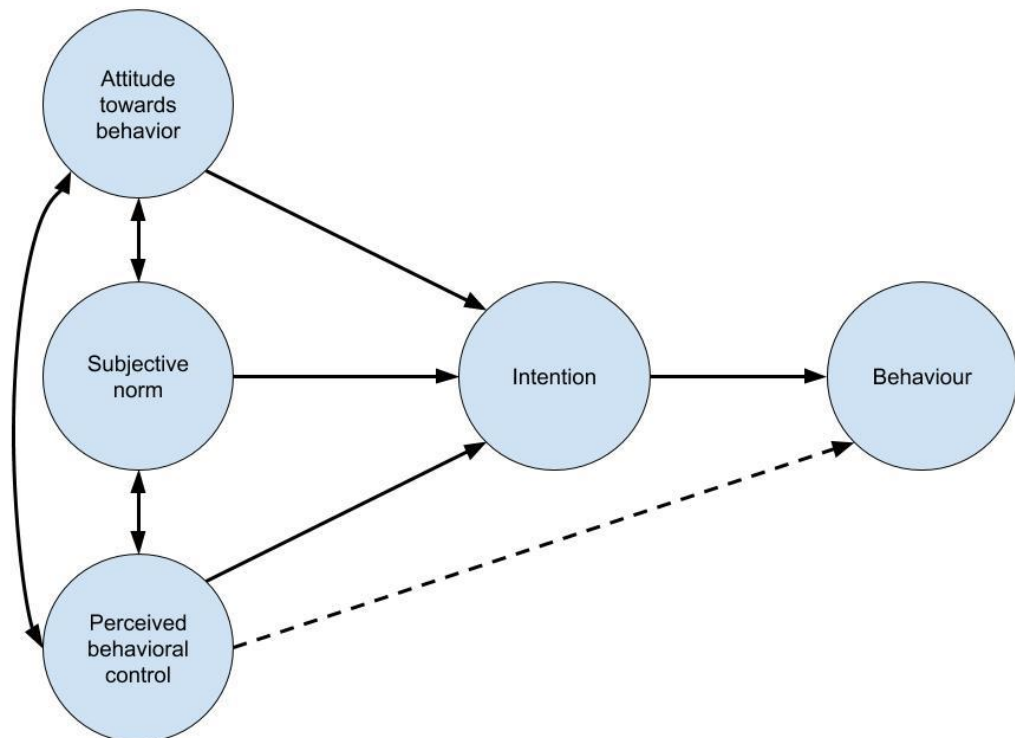 Attitude
towards
behavior
Subjective
norm
Intention
Behaviour
Perceived
behavioral
control